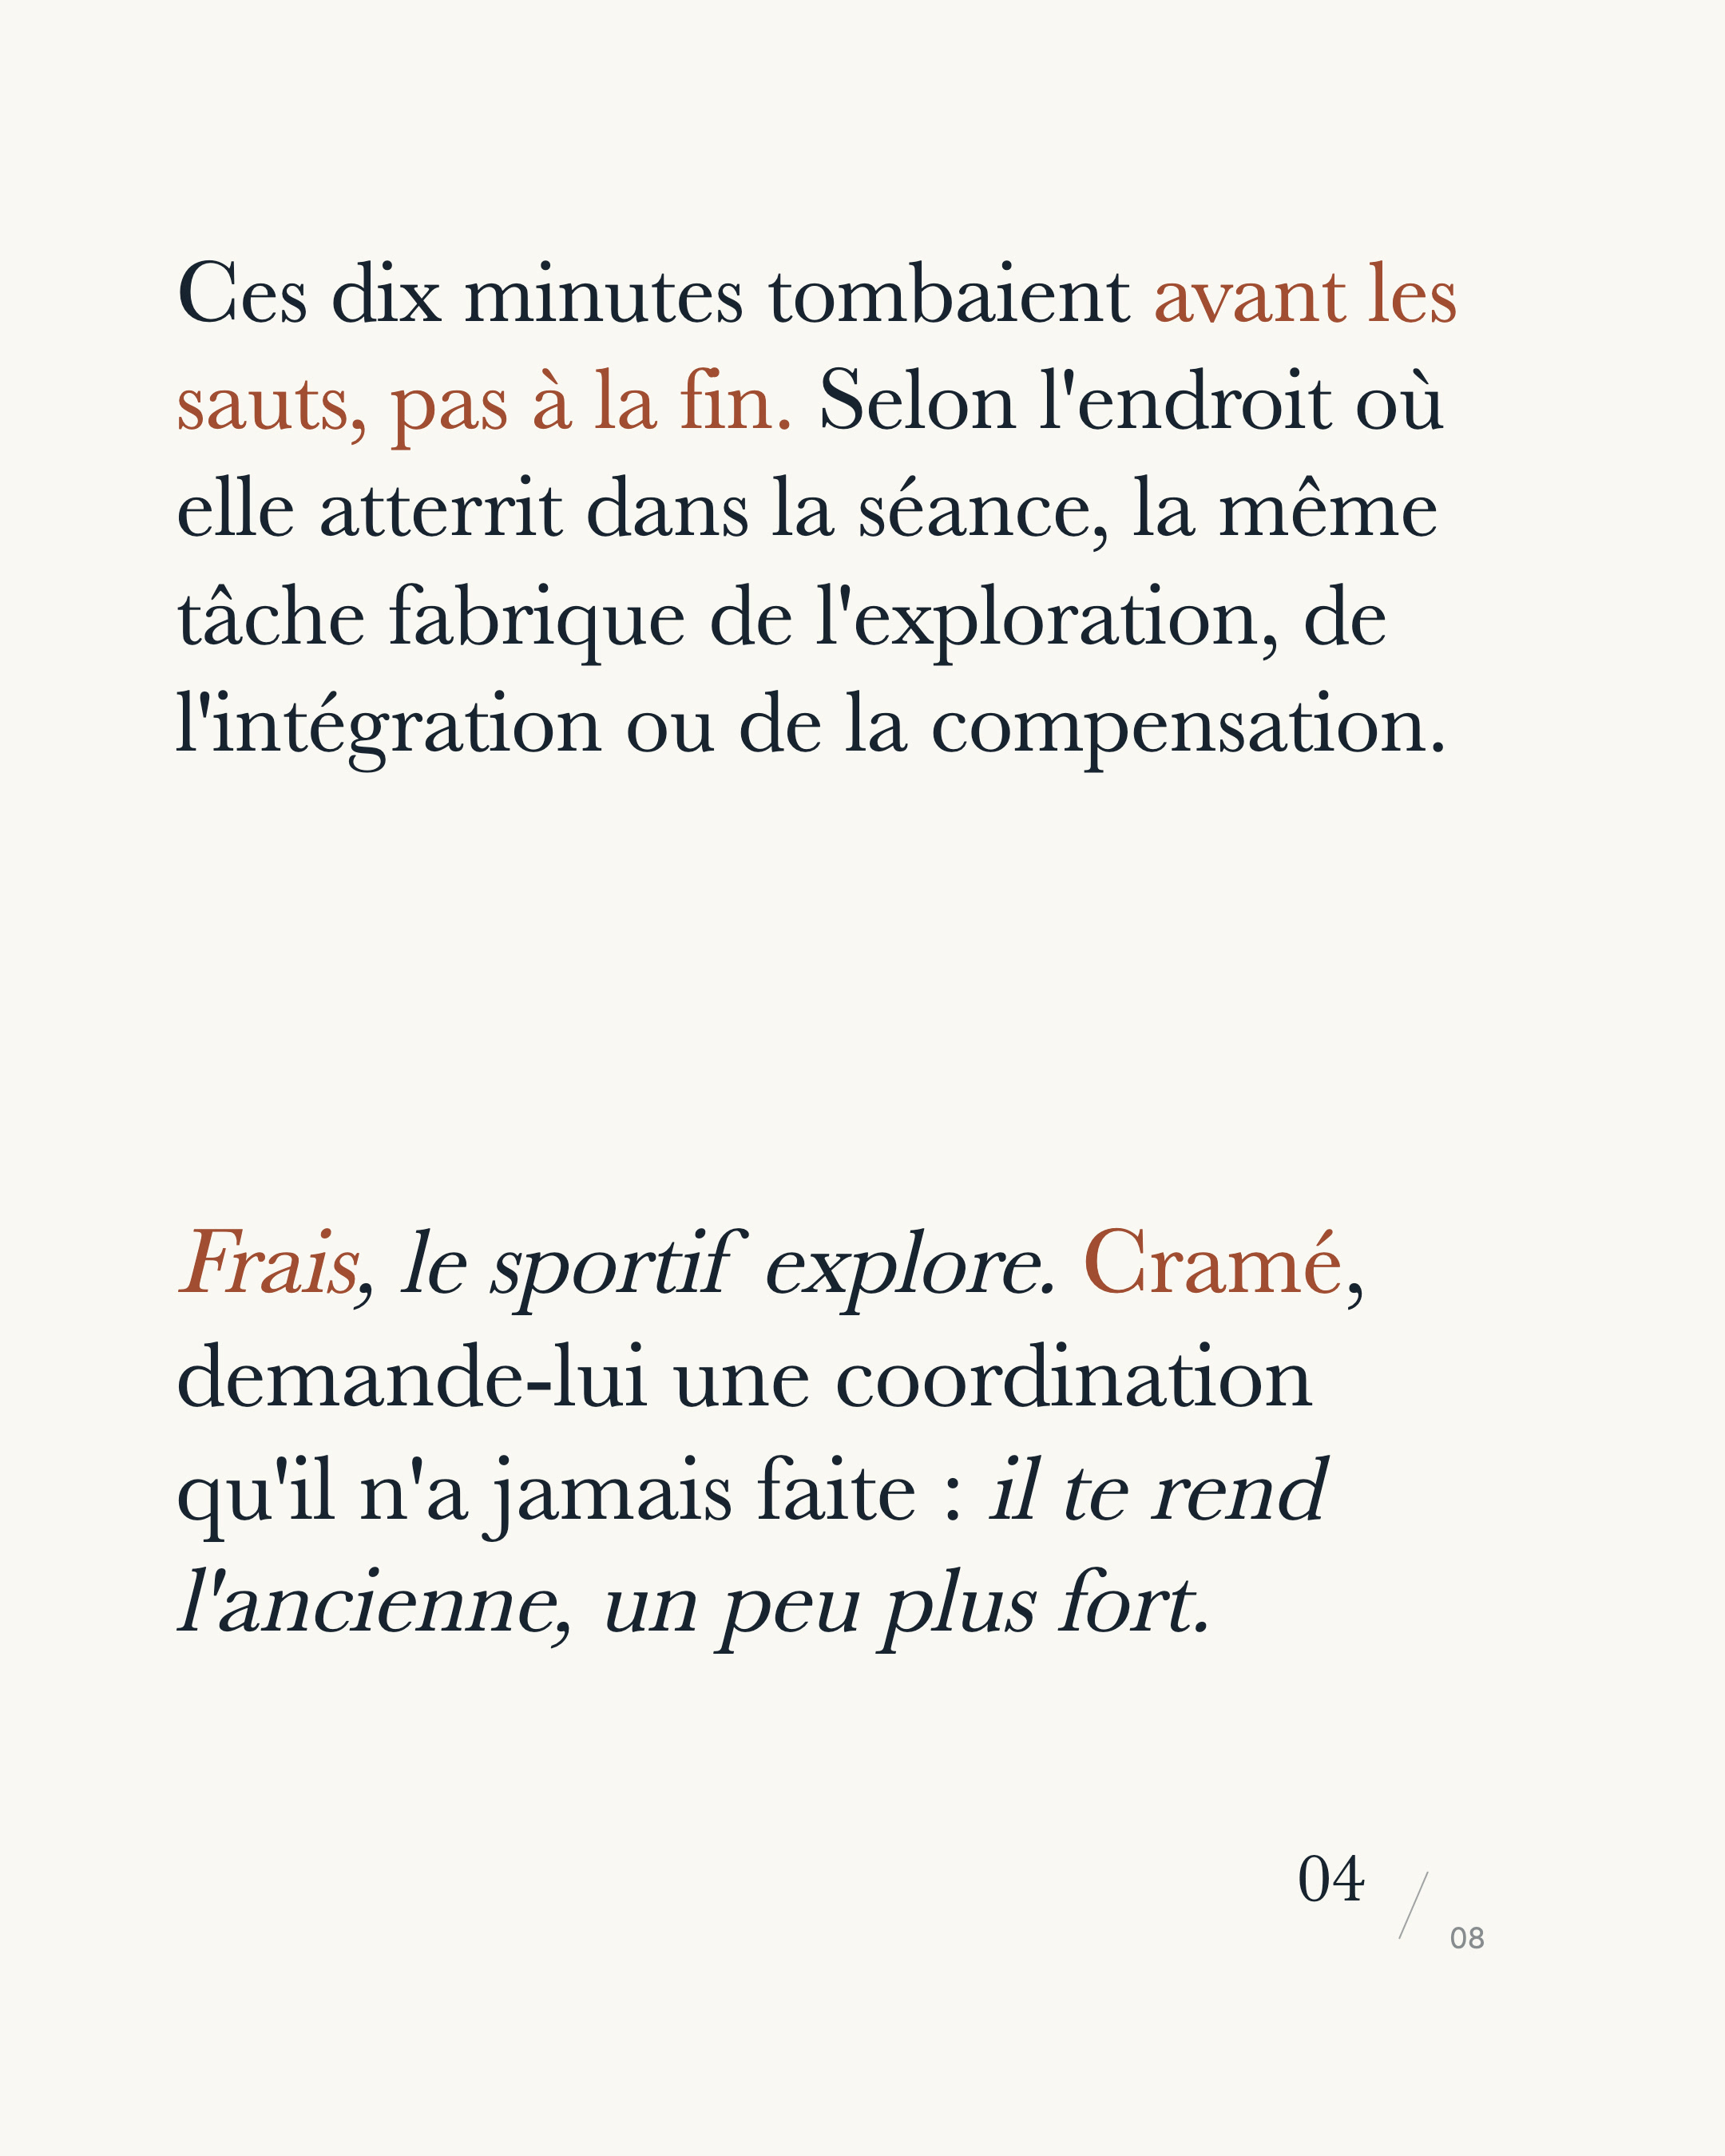 Ces dix minutes tombaient avant les
sauts, pas à la fin. Selon l'endroit où
elle atterrit dans la séance, la même
tâche fabrique de l'exploration, de
l'intégration ou de la compensation.
Frais, le sportif explore. Cramé,
demande-lui une coordination
qu'il n'a jamais faite : il te rend
l'ancienne, un peu plus fort.
04 / 08